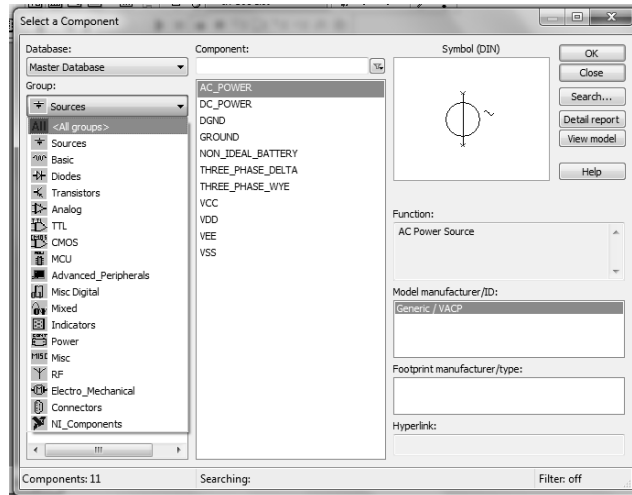 Select a Component
Database:
Master Database
Group:
Sources
All <All groups>
Sources
Basic
Diodes
Transistors
Analog
TTL
CMOS
MCU
Advanced_Peripherals
Misc Digital
Mixed
Indicators
Power
MISC Misc
RF
Electro_Mechanical
Connectors
NI_Components
Component:
AC_POWER
DC_POWER
DGND
GROUND
NON_IDEAL_BATTERY
THREE_PHASE_DELTA
THREE_PHASE_WYE
VCC
VDD
VEE
VSS
Symbol (DIN)
OK
Close
Search...
Detail report
View model
Help
Function:
AC Power Source
Model manufacturer/ID:
Generic / VACP
Footprint manufacturer/type:
Hyperlink:
Components: 11
Searching:
Filter: off